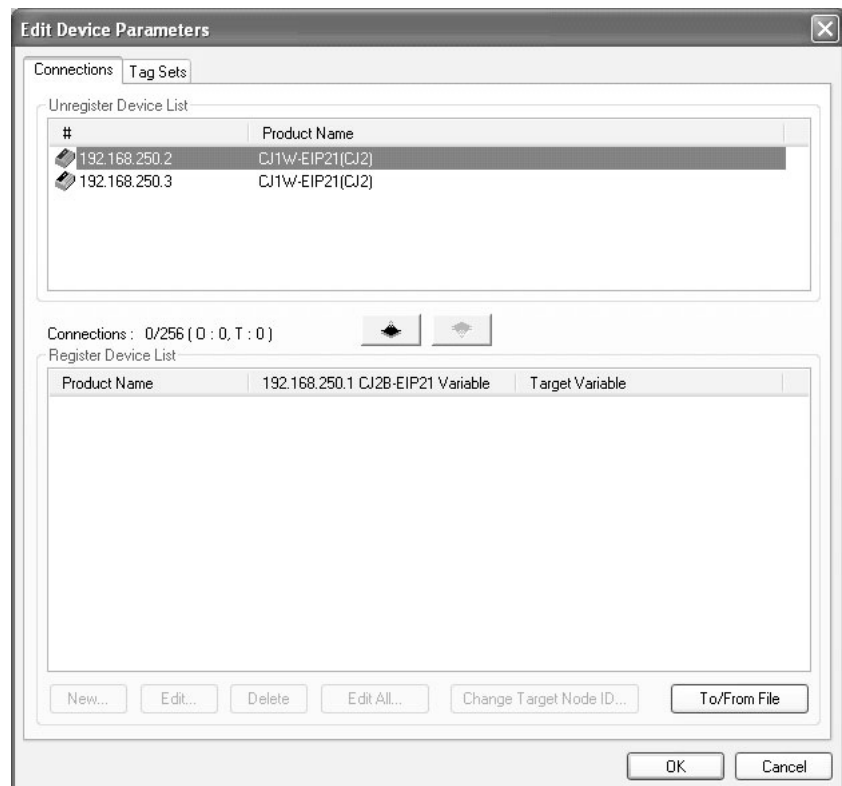 Edit Device Parameters
Connections Tag Sets
Unregister Device List
# Product Name
192.168.250.2 CJ1W-EIP21(CJ2)
192.168.250.3 CJ1W-EIP21(CJ2)
Connections : 0/256 ( O : 0, T : 0 )
Register Device List
Product Name 192.168.250.1 CJ2B-EIP21 Variable Target Variable
New... Edit... Delete Edit All... Change Target Node ID... To/From File
OK Cancel